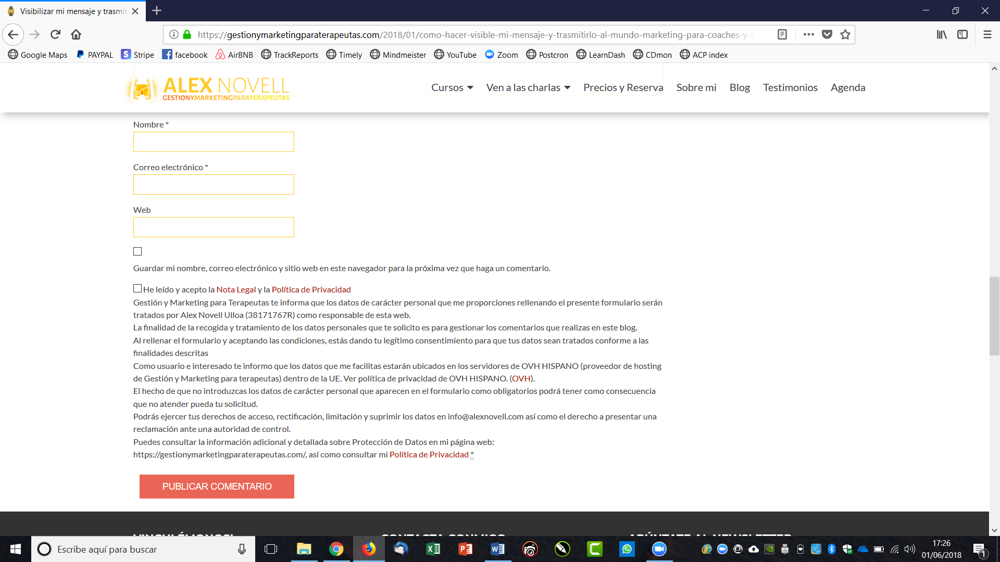 Visibilizar mi mensaje y trasmiti
https://gestionymarketingparaterapeutas.com/2018/01/como-hacer-visible-mi-mensaje-y-trasmitirlo-al-mundo-marketing-para-coaches-y-
Google Maps PAYPAL Stripe facebook AirBNB TrackReports Timely Mindmeister YouTube Zoom Postcron LearnDash CDmon ACP index
ALEX NOVELL
GESTIONYMARKETINGPARATERAPEUTAS
Cursos Ven a las charlas Precios y Reserva Sobre mi Blog Testimonios Agenda
Nombre *
Correo electrónico *
Web
Guardar mi nombre, correo electrónico y sitio web en este navegador para la próxima vez que haga un comentario.
He leído y acepto la Nota Legal y la Política de Privacidad
Gestión y Marketing para Terapeutas te informa que los datos de carácter personal que me proporciones rellenando el presente formulario serán
tratados por Alex Novell Ulloa (38171767R) como responsable de esta web.
La finalidad de la recogida y tratamiento de los datos personales que te solicito es para gestionar los comentarios que realizas en este blog.
Al rellenar el formulario y aceptando las condiciones, estás dando tu legítimo consentimiento para que tus datos sean tratados conforme a las
finalidades descritas
Como usuario e interesado te informo que los datos que me facilitas estarán ubicados en los servidores de OVH HISPANO (proveedor de hosting
de Gestión y Marketing para terapeutas) dentro de la UE. Ver política de privacidad de OVH HISPANO. (OVH).
El hecho de que no introduzcas los datos de carácter personal que aparecen en el formulario como obligatorios podrá tener como consecuencia
que no atender pueda tu solicitud.
Podrás ejercer tus derechos de acceso, rectificación, limitación y suprimir los datos en info@alexnovell.com así como el derecho a presentar una
reclamación ante una autoridad de control.
Puedes consultar la información adicional y detallada sobre Protección de Datos en mi página web:
https://gestionymarketingparaterapeutas.com/, así como consultar mi Política de Privacidad *
PUBLICAR COMENTARIO
VINCULÉMONOS! CONTACTA CONMIGO APÚNTATE AL NEWSLETTER
Escribe aquí para buscar
17:26
01/06/2018
1